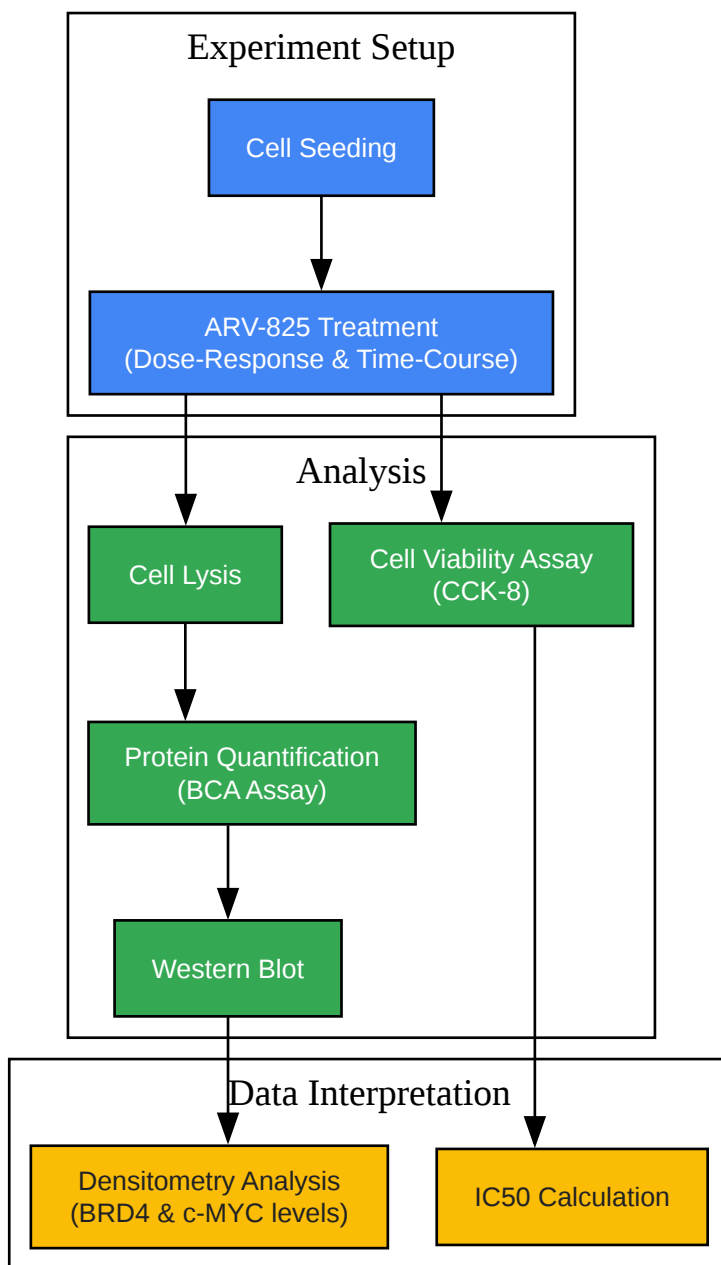 Experiment Setup
Cell Seeding
ARV-825 Treatment
(Dose-Response & Time-Course)
Analysis
Cell Lysis
Cell Viability Assay
(CCK-8)
Protein Quantification
(BCA Assay)
Western Blot
Data Interpretation
Densitometry Analysis
(BRD4 & c-MYC levels)
IC50 Calculation